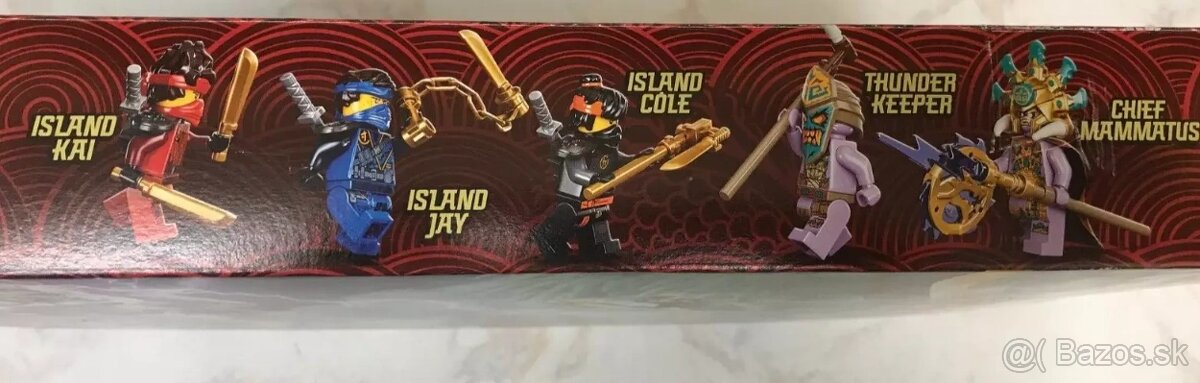 ISLAND
KAI
ISLAND
JAY
ISLAND
COLE
THUNDER
KEEPER
CHIEF
MAMMATUS
@( Bazos.sk